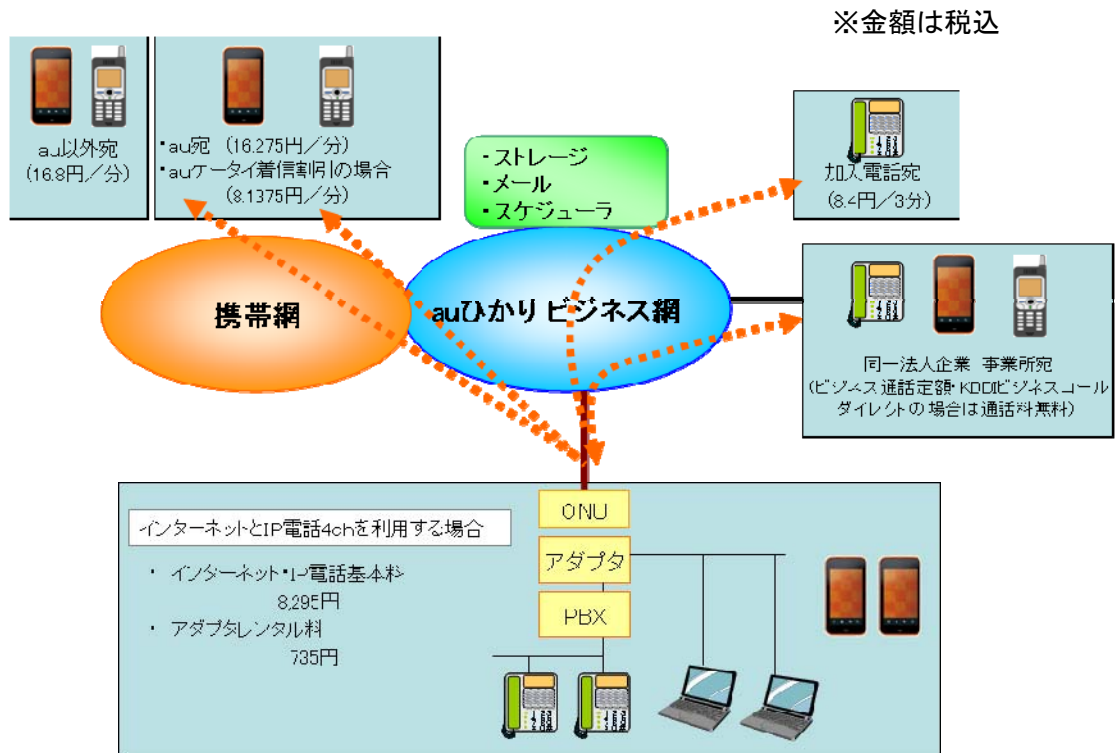 ※金額は税込
au以外宛
(16.8円／分)
・au宛 (16.275円／分)
・auケータイ着信割引の場合
(8.1375円／分)
・ストレージ
・メール
・スケジューラ
加入電話宛
(8.4円／3分)
携帯網
auひかり ビジネス網
同一法人企業 事業所宛
(ビジネス通話定額・KDDIビジネスコール
ダイレクトの場合は通話料無料)
インターネットとIP電話4chを利用する場合
・ インターネット・IP電話基本料
8,295円
・ アダプタレンタル料
735円
ONU
アダプタ
PBX